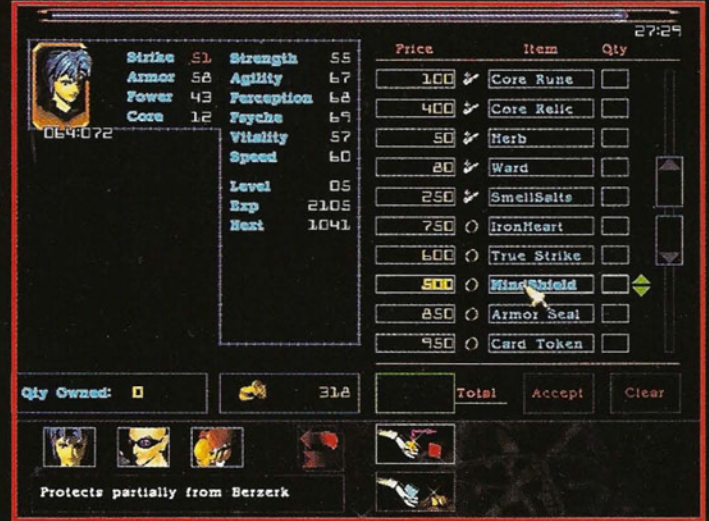 27:29
Strike 51 Strength 55
Armor 58 Agility 67
Power 43 Perception 68
Core 12 Psyche 69
064:072
Vitality 57
Speed 60
Level 05
Exp 2105
Next 1041
Price Item Qty
100 Core Rune
400 Core Relic
50 Herb
80 Ward
250 SmellSalts
750 IronHeart
600 True Strike
500 MindShield
850 Armor Seal
950 Card Token
Qty Owned: 0
318
Total Accept Clear
Protects partially from Berzerk